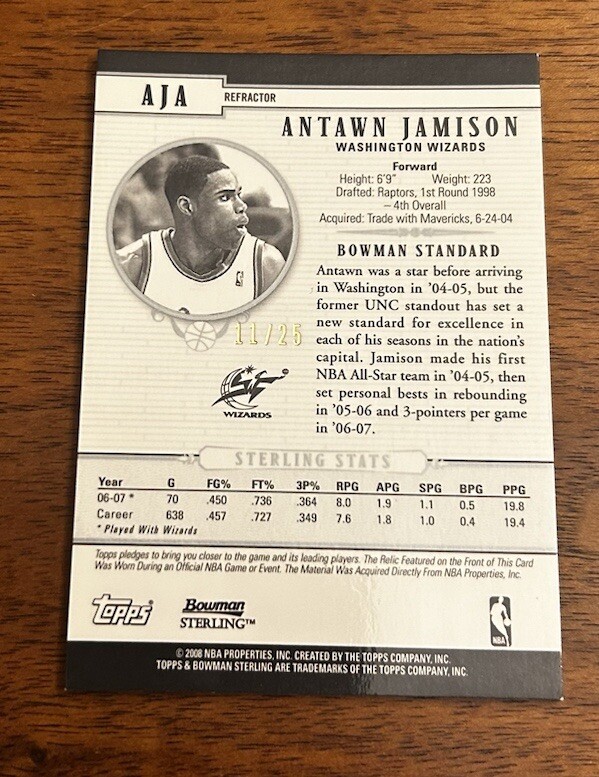 AJA
REFRACTOR
ANTAWN JAMISON
WASHINGTON WIZARDS
Forward
Height: 6'9" Weight: 223
Drafted: Raptors, 1st Round 1998
– 4th Overall
Acquired: Trade with Mavericks, 6-24-04
BOWMAN STANDARD
Antawn was a star before arriving
in Washington in '04-05, but the
former UNC standout has set a
new standard for excellence in
each of his seasons in the nation's
capital. Jamison made his first
NBA All-Star team in '04-05, then
set personal bests in rebounding
in '05-06 and 3-pointers per game
in '06-07.
11/25
WIZARDS
STERLING STATS
Year G FG% FT% 3P% RPG APG SPG BPG PPG
06-07 * 70 .450 .736 .364 8.0 1.9 1.1 0.5 19.8
Career 638 .457 .727 .349 7.6 1.8 1.0 0.4 19.4
* Played With Wizards
Topps pledges to bring you closer to the game and its leading players. The Relic Featured on the Front of This Card
Was Worn During an Official NBA Game or Event. The Material Was Acquired Directly From NBA Properties, Inc.
Topps
Bowman
STERLING™
NBA
© 2008 NBA PROPERTIES, INC. CREATED BY THE TOPPS COMPANY, INC.
TOPPS & BOWMAN STERLING ARE TRADEMARKS OF THE TOPPS COMPANY, INC.